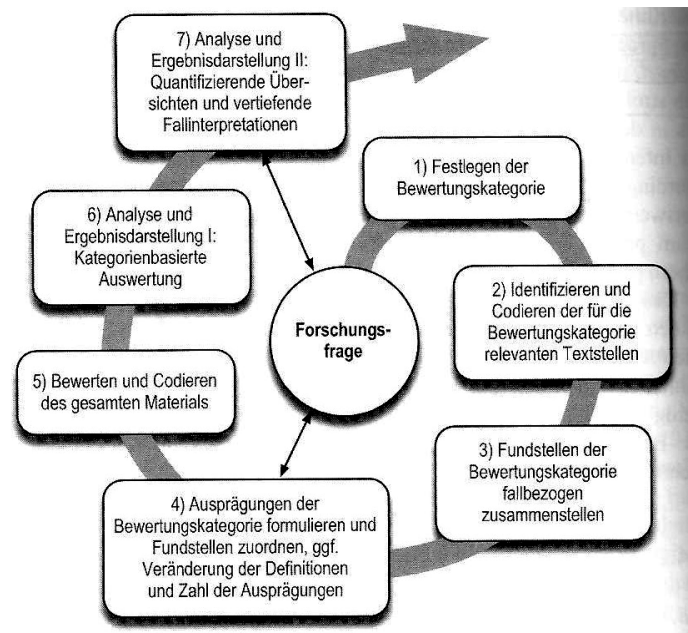 7) Analyse und
Ergebnisdarstellung II:
Quantifizierende Über-
sichten und vertiefende
Fallinterpretationen
1) Festlegen der
Bewertungskategorie
6) Analyse und
Ergebnisdarstellung I:
Kategorienbasierte
Auswertung
2) Identifizieren und
Codieren der für die
Bewertungskategorie
relevanten Textstellen
Forschungs-
frage
5) Bewerten und Codieren
des gesamten Materials
3) Fundstellen der
Bewertungskategorie
fallbezogen
zusammenstellen
4) Ausprägungen der
Bewertungskategorie formulieren und
Fundstellen zuordnen, ggf.
Veränderung der Definitionen
und Zahl der Ausprägungen